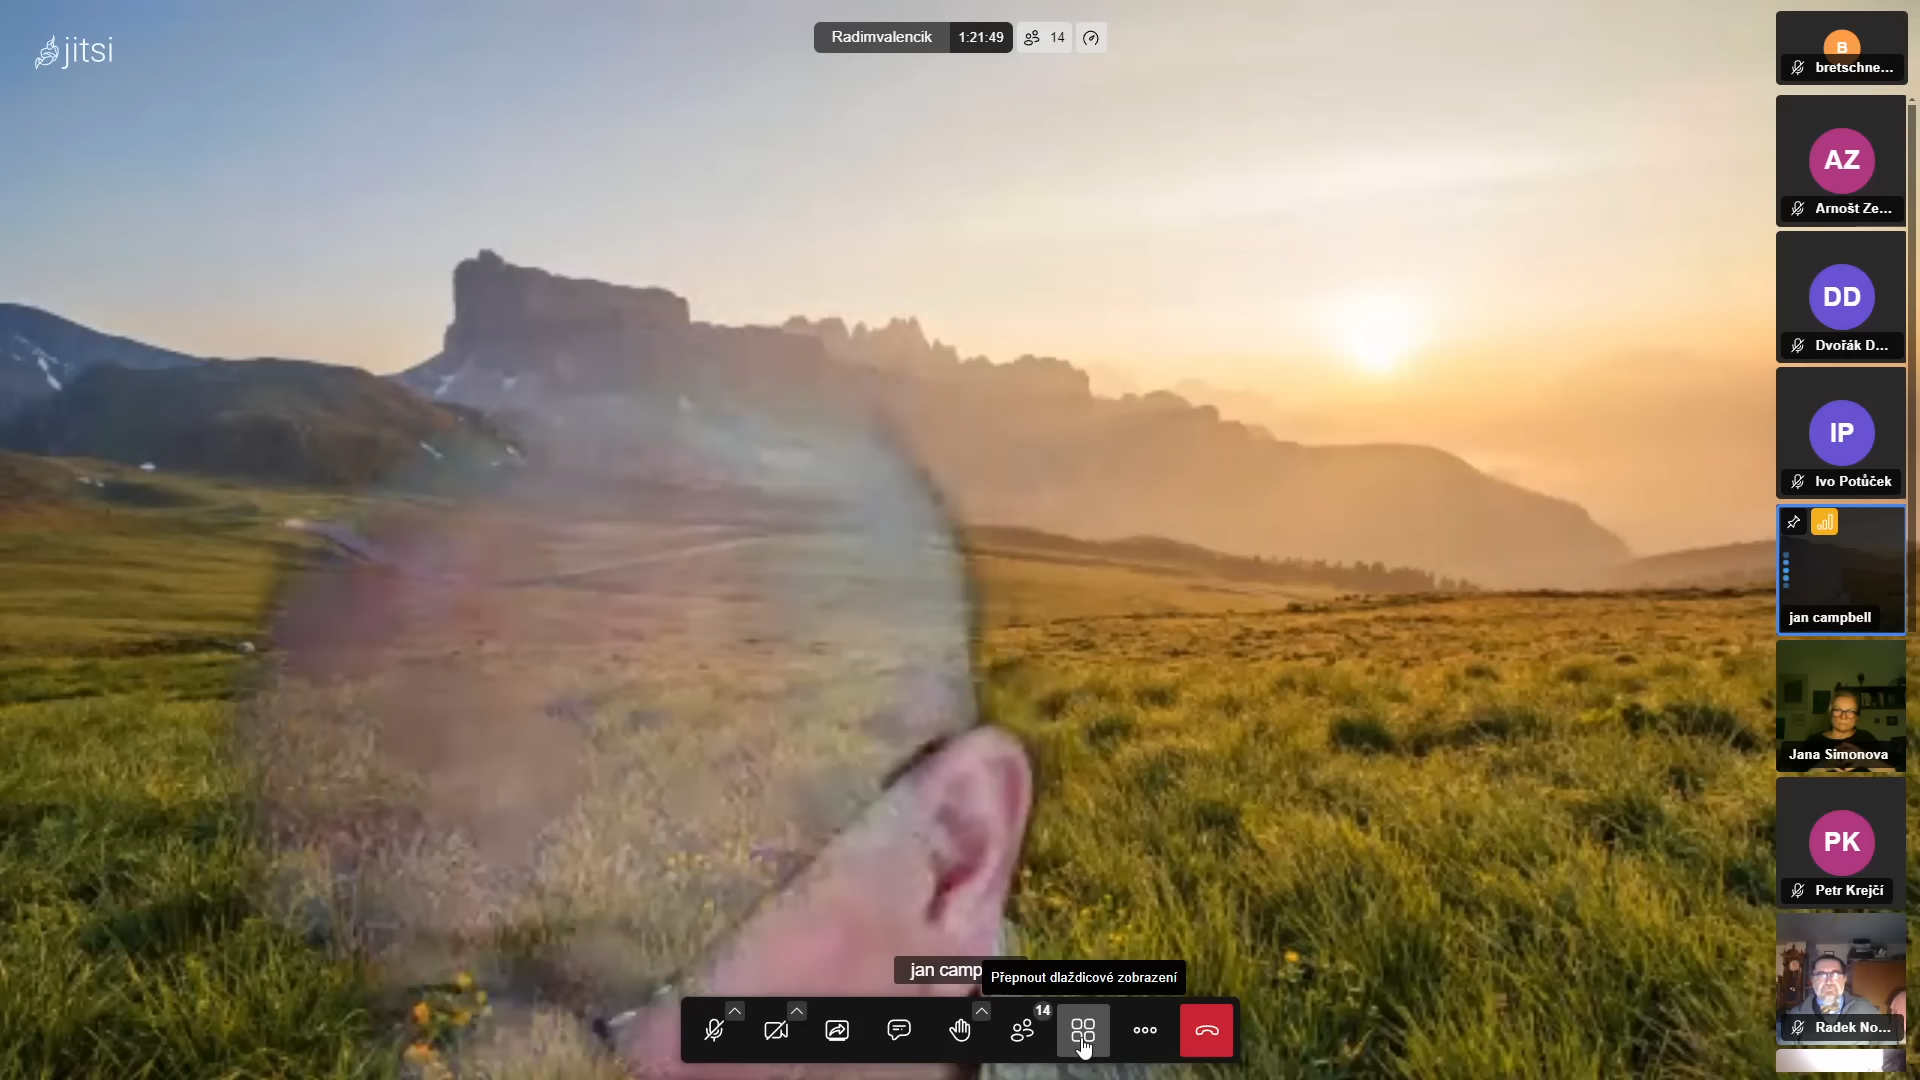 jitsi
Radimvalencik 1:21:49 14
B
bretschne...
AZ
Arnošt Ze...
DD
Dvořák D...
IP
Ivo Potůček
jan campbell
Jana Simonova
PK
Petr Krejčí
Radek No...
jan camp
Přepnout dlaždicové zobrazení
14